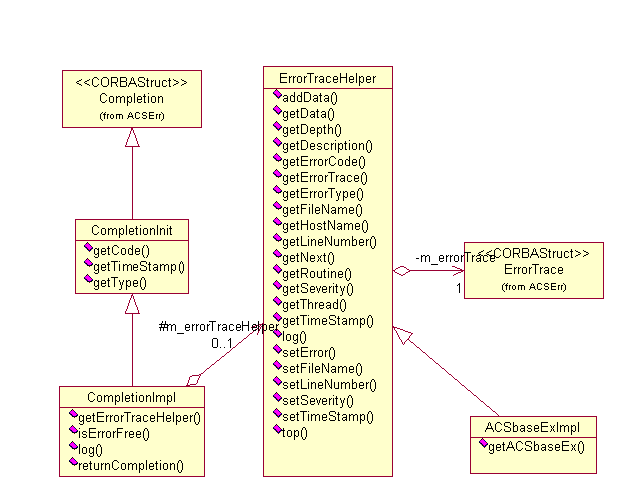 <<CORBAStruct>>
Completion
(from ACSErr)
CompletionInit
getCode()
getTimeStamp()
getType()
#m_errorTraceHelper
0..1
CompletionImpl
getErrorTraceHelper()
isErrorFree()
log()
returnCompletion()
ErrorTraceHelper
addData()
getData()
getDepth()
getDescription()
getErrorCode()
getErrorTrace()
getErrorType()
getFileName()
getHostName()
getLineNumber()
getNext()
getRoutine()
getSeverity()
getThread()
getTimeStamp()
log()
setError()
setFileName()
setLineNumber()
setSeverity()
setTimeStamp()
top()
-m_errorTrace
1
<<CORBAStruct>>
ErrorTrace
(from ACSErr)
ACSbaseExImpl
getACSbaseEx()